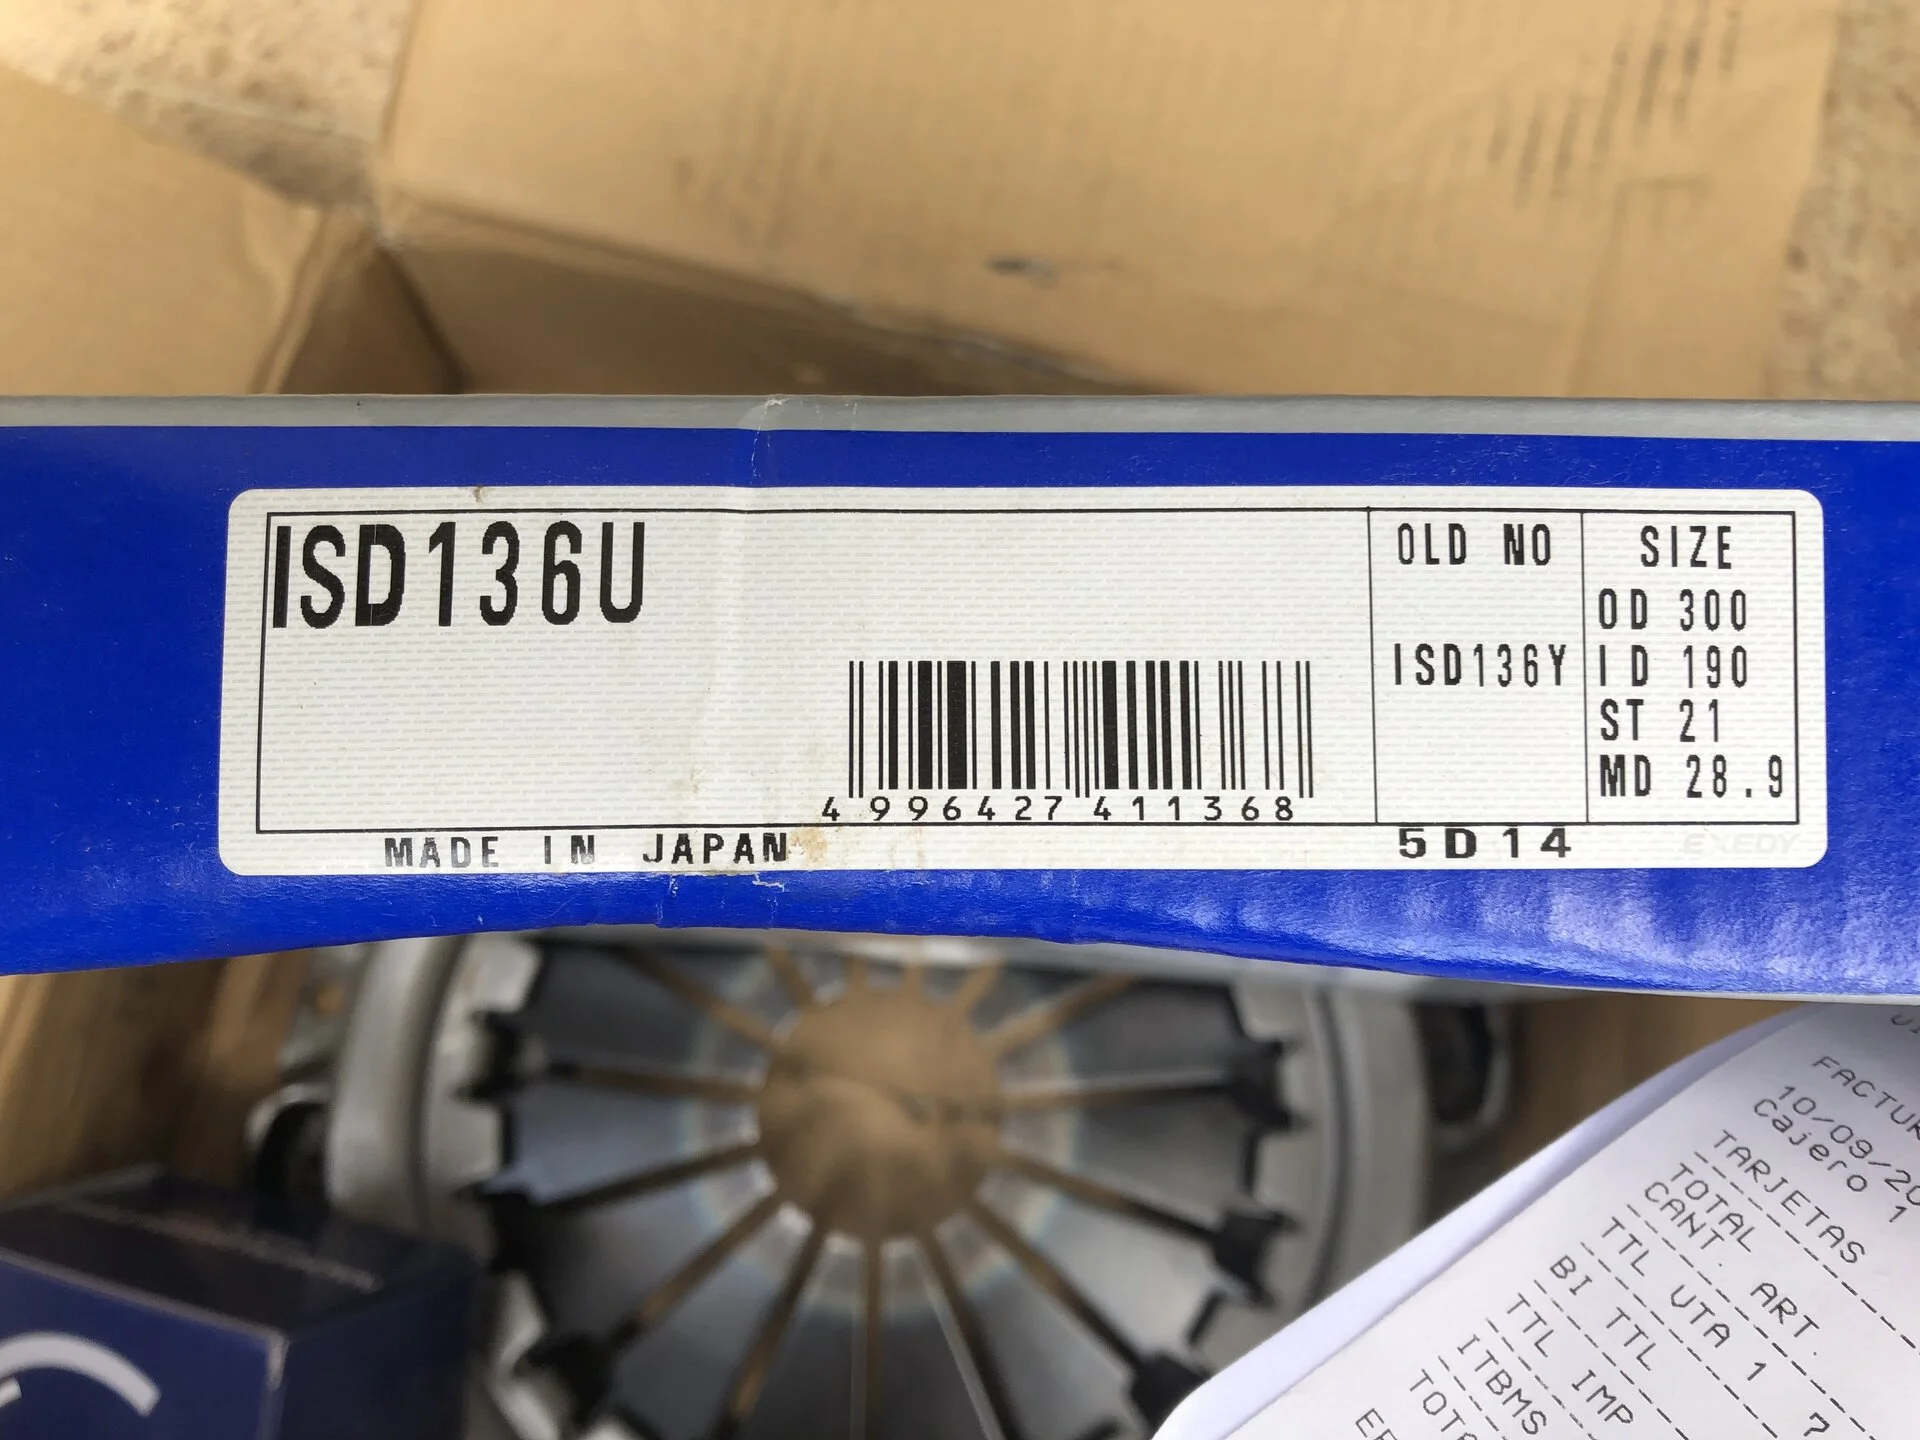 ISD136U
OLD NO
ISD136Y
SIZE
OD 300
ID 190
ST 21
MD 28.9
4 996427 411368
MADE IN JAPAN
5D14
EXEDY
10/09/20
Cajero 1
TARJETAS
TOTAL
CANT. ART.
TTL VTA 1
BI TTL 7
TTL IMP
ITBMS